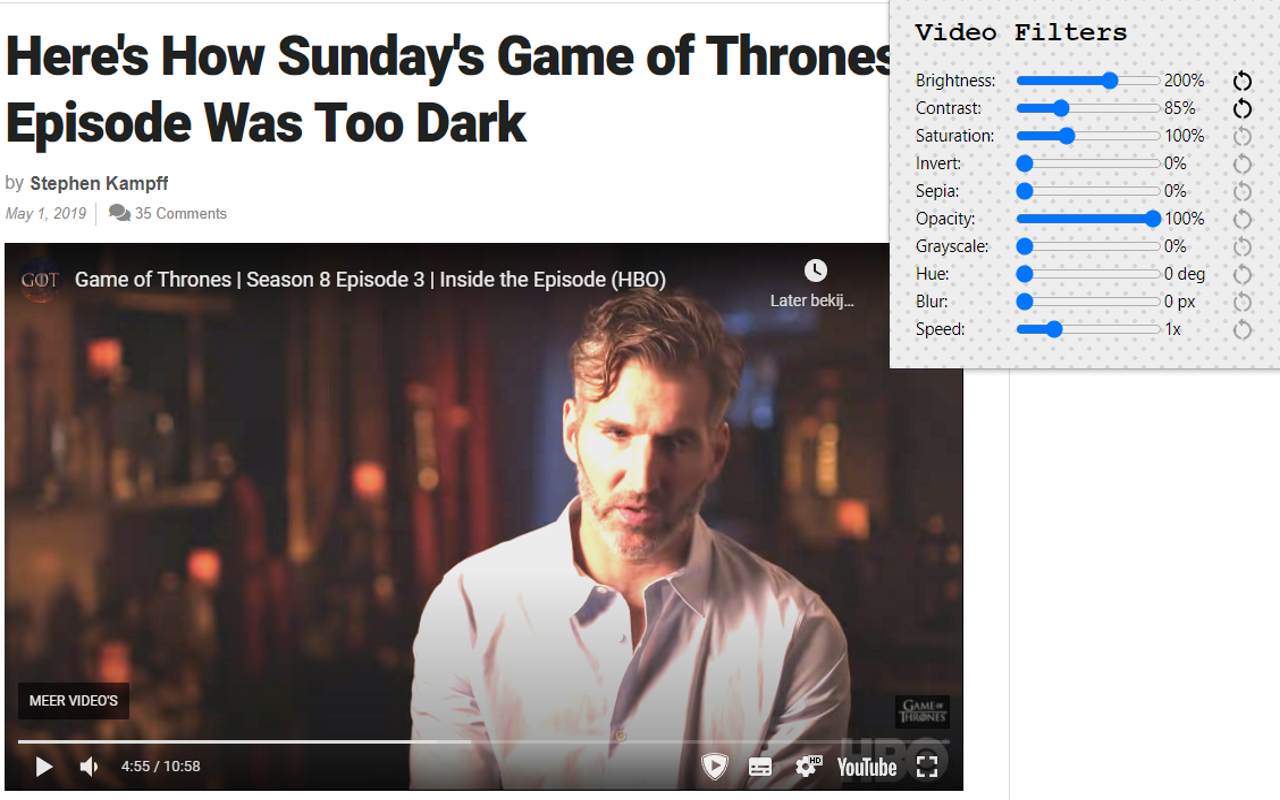 Here's How Sunday's Game of Thrones
Episode Was Too Dark
by Stephen Kampff
May 1, 2019
35 Comments
Video Filters
Brightness: 200%
Contrast: 85%
Saturation: 100%
Invert: 0%
Sepia: 0%
Opacity: 100%
Grayscale: 0%
Hue: 0 deg
Blur: 0 px
Speed: 1x
GOT
Game of Thrones | Season 8 Episode 3 | Inside the Episode (HBO)
Later bekij...
MEER VIDEO'S
GAME OF
THRONES
HBO
4:55 / 10:58
HD
YouTube